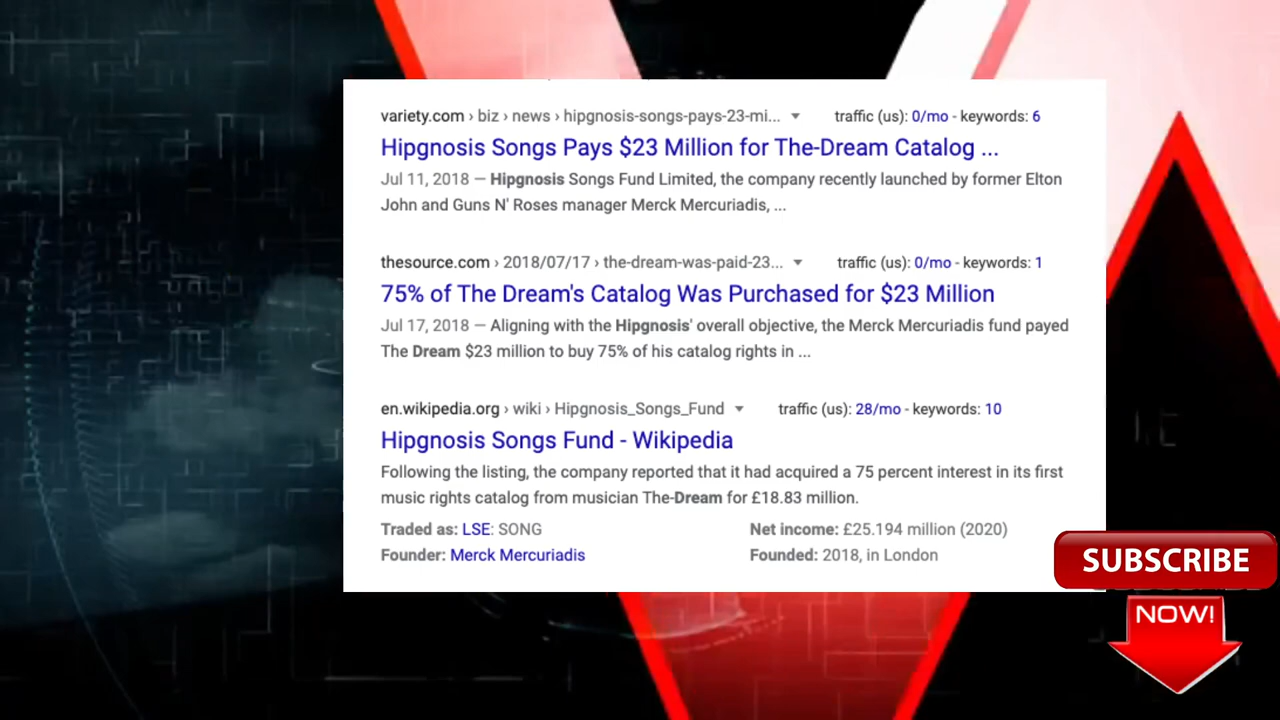 variety.com › biz › news › hipgnosis-songs-pays-23-mi... traffic (us): 0/mo - keywords: 6
Hipgnosis Songs Pays $23 Million for The-Dream Catalog ...
Jul 11, 2018 — Hipgnosis Songs Fund Limited, the company recently launched by former Elton
John and Guns N' Roses manager Merck Mercuriadis, ...
thesource.com › 2018/07/17 › the-dream-was-paid-23... traffic (us): 0/mo - keywords: 1
75% of The Dream's Catalog Was Purchased for $23 Million
Jul 17, 2018 — Aligning with the Hipgnosis' overall objective, the Merck Mercuriadis fund payed
The Dream $23 million to buy 75% of his catalog rights in ...
en.wikipedia.org › wiki › Hipgnosis_Songs_Fund traffic (us): 28/mo - keywords: 10
Hipgnosis Songs Fund - Wikipedia
Following the listing, the company reported that it had acquired a 75 percent interest in its first
music rights catalog from musician The-Dream for £18.83 million.
Traded as: LSE: SONG Net income: £25.194 million (2020)
Founder: Merck Mercuriadis Founded: 2018, in London
SUBSCRIBE
NOW!